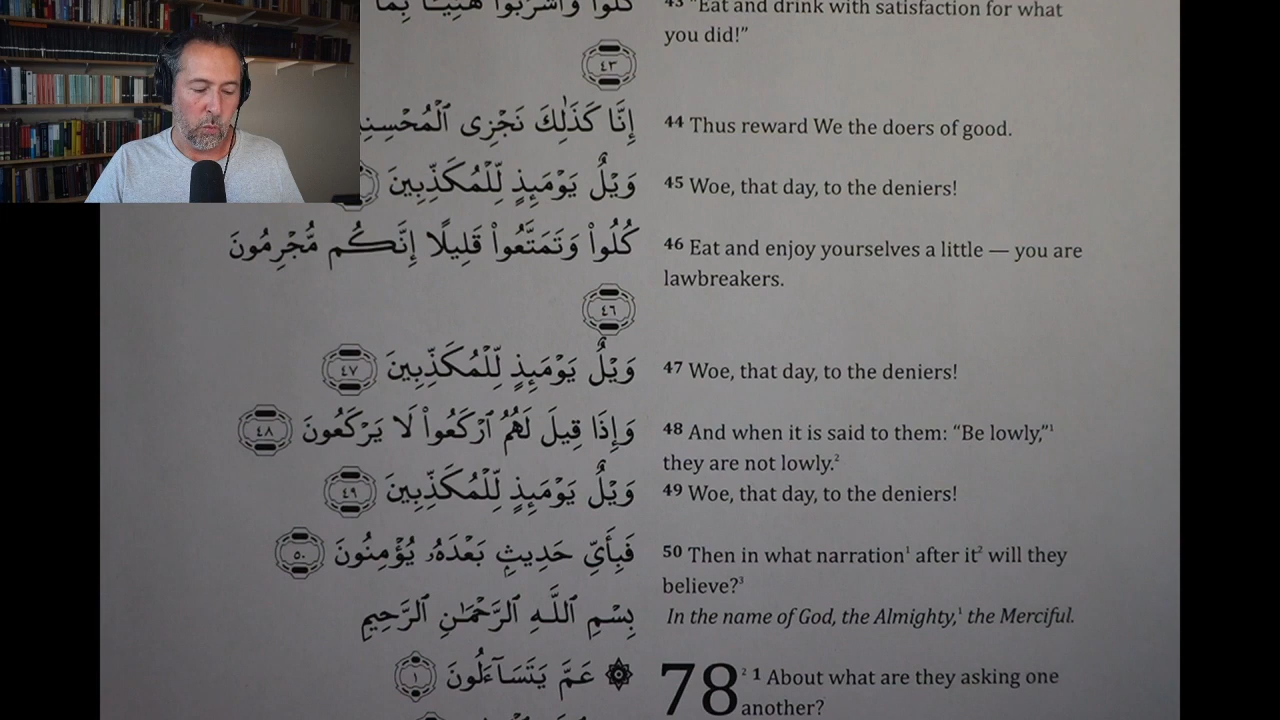 كُلُوا۟ وَٱشْرَبُوا۟ هَنِيٓـًٔۢا بِمَا
43 “Eat and drink with satisfaction for what
you did!”
٤٣
إِنَّا كَذَٰلِكَ نَجْزِى
44 Thus reward We the doers of good.
وَيْلٌ يَوْمَئِذٍ لِّلْمُكَذِّبِينَ
45 Woe, that day, to the deniers!
كُلُوا۟ وَتَمَتَّعُوا۟ قَلِيلًا إِنَّكُم مُّجْرِمُونَ
46 Eat and enjoy yourselves a little — you are
lawbreakers.
٤٦
وَيْلٌ يَوْمَئِذٍ لِّلْمُكَذِّبِينَ ٤٧
47 Woe, that day, to the deniers!
وَإِذَا قِيلَ لَهُمُ ٱرْكَعُوا۟ لَا يَرْكَعُونَ ٤٨
48 And when it is said to them: “Be lowly,”1
they are not lowly.2
وَيْلٌ يَوْمَئِذٍ لِّلْمُكَذِّبِينَ ٤٩
49 Woe, that day, to the deniers!
فَبِأَىِّ حَدِيثٍۭ بَعْدَهُۥ يُؤْمِنُونَ ٥٠
50 Then in what narration1 after it2 will they
believe?3
بِسْمِ ٱللَّهِ ٱلرَّحْمَـٰنِ ٱلرَّحِيمِ
In the name of God, the Almighty,1 the Merciful.
۞ عَمَّ يَتَسَآءَلُونَ ١
78 2 1 About what are they asking one
another?